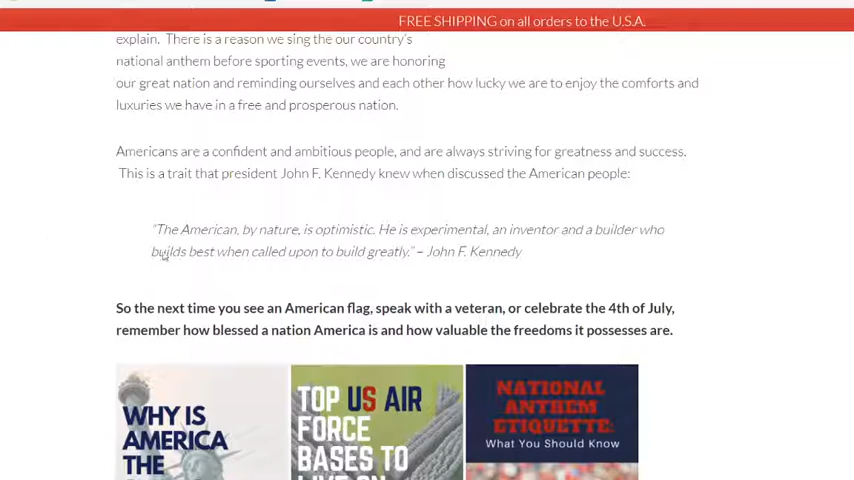 FREE SHIPPING on all orders to the U.S.A.
explain. There is a reason we sing the our country's
national anthem before sporting events, we are honoring
our great nation and reminding ourselves and each other how lucky we are to enjoy the comforts and
luxuries we have in a free and prosperous nation.
Americans are a confident and ambitious people, and are always striving for greatness and success.
This is a trait that president John F. Kennedy knew when discussed the American people:
"The American, by nature, is optimistic. He is experimental, an inventor and a builder who
builds best when called upon to build greatly." – John F. Kennedy
So the next time you see an American flag, speak with a veteran, or celebrate the 4th of July,
remember how blessed a nation America is and how valuable the freedoms it possesses are.
WHY IS
AMERICA
THE
TOP US AIR
FORCE
BASES TO
LIVE ON
NATIONAL
ANTHEM
ETIQUETTE:
What You Should Know